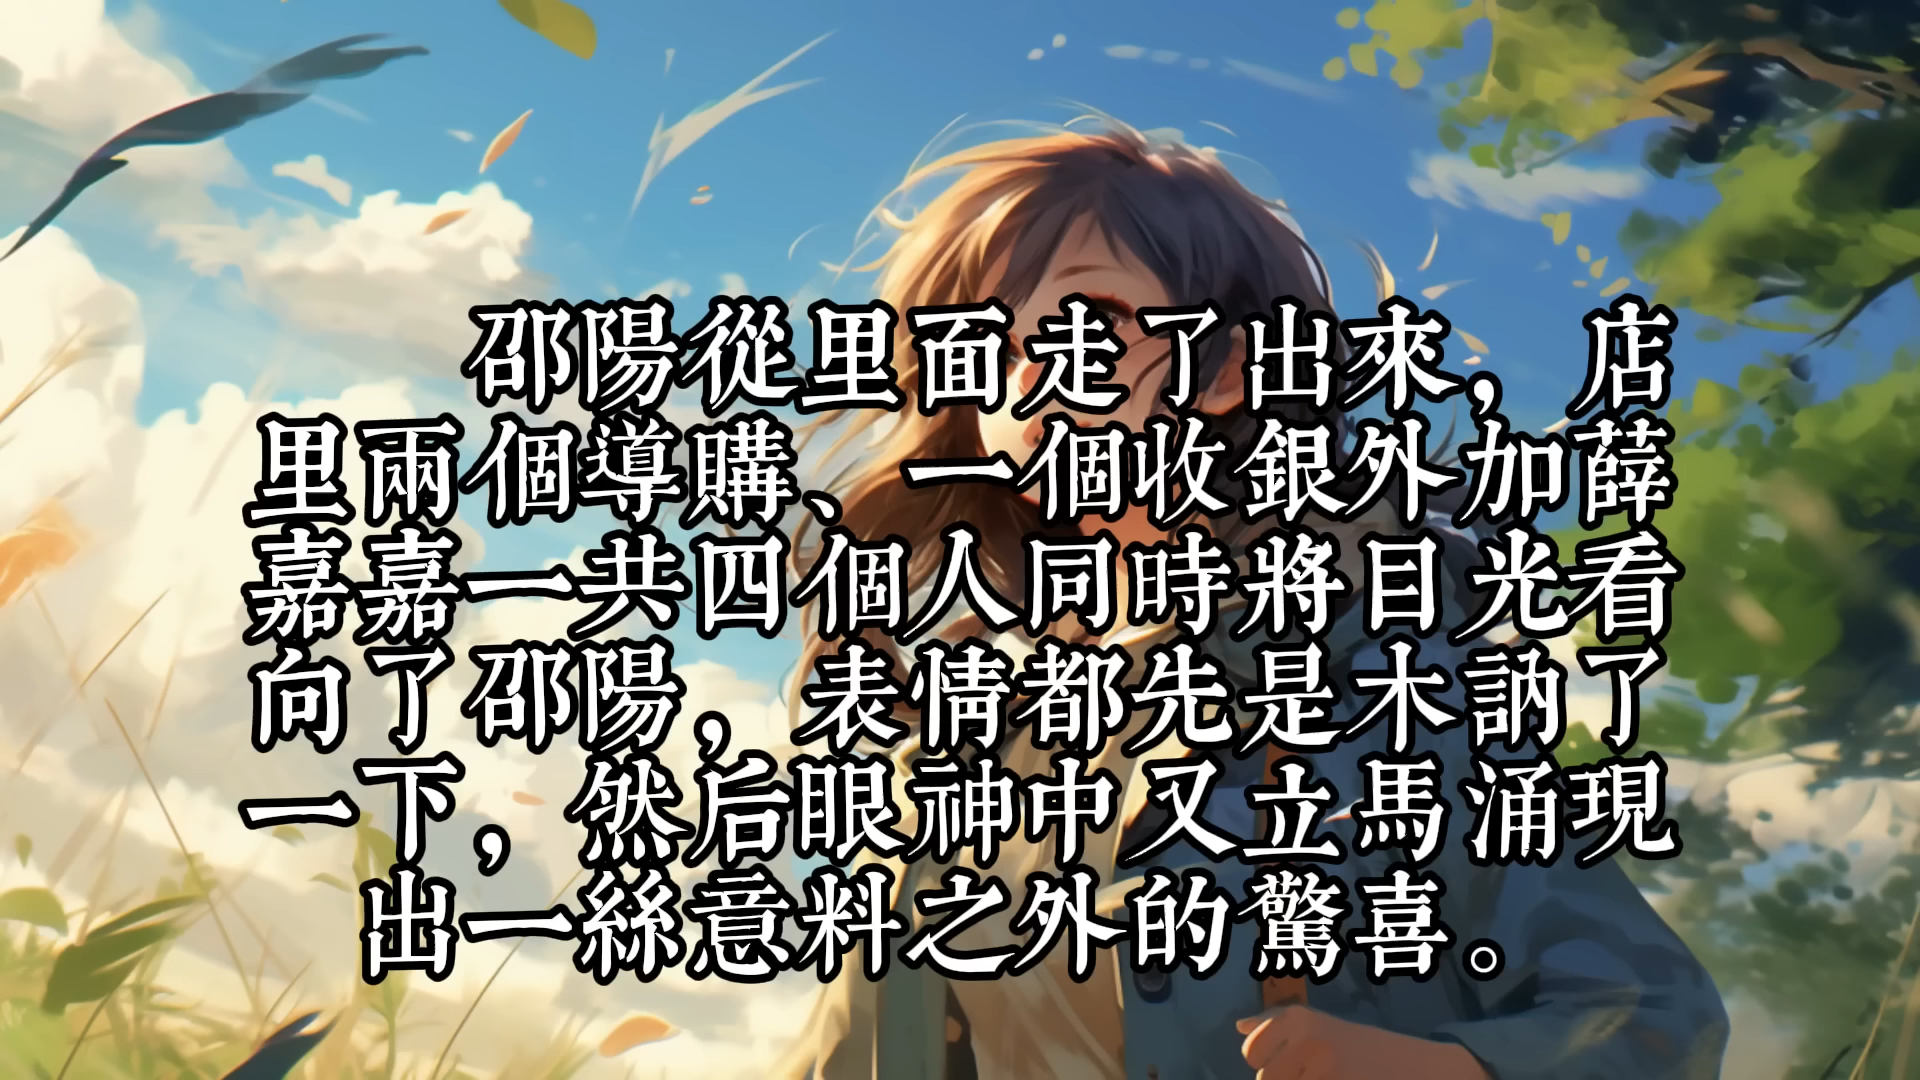 邵陽從里面走了出來，店
里兩個導購、一個收銀外加薛
嘉嘉一共四個人同時將目光看
向了邵陽，表情都先是木訥了
一下，然后眼神中又立馬涌現
出一絲意料之外的驚喜。